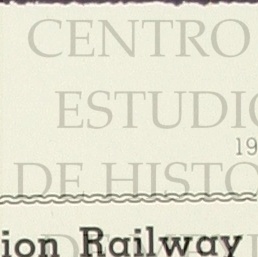 CENTRO
ESTUDIO
19
DE HISTO
ion Railway